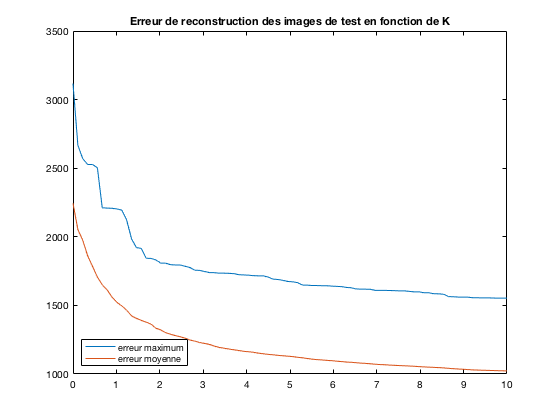 Erreur de reconstruction des images de test en fonction de K
3500
3000
2500
2000
1500
1000
erreur maximum
erreur moyenne
0 1 2 3 4 5 6 7 8 9 10